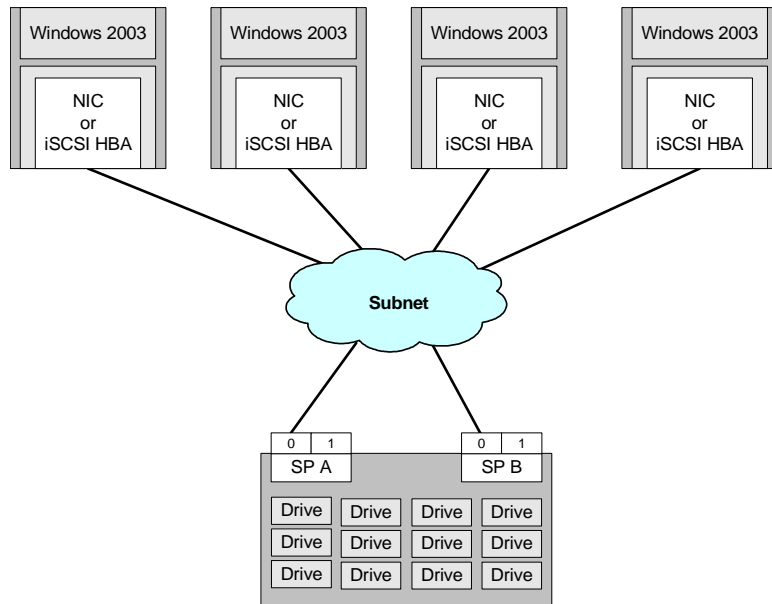 Windows 2003
NIC
or
iSCSI HBA
Windows 2003
NIC
or
iSCSI HBA
Windows 2003
NIC
or
iSCSI HBA
Windows 2003
NIC
or
iSCSI HBA
Subnet
0 1
SP A
0 1
SP B
Drive Drive Drive Drive
Drive Drive Drive Drive
Drive Drive Drive Drive